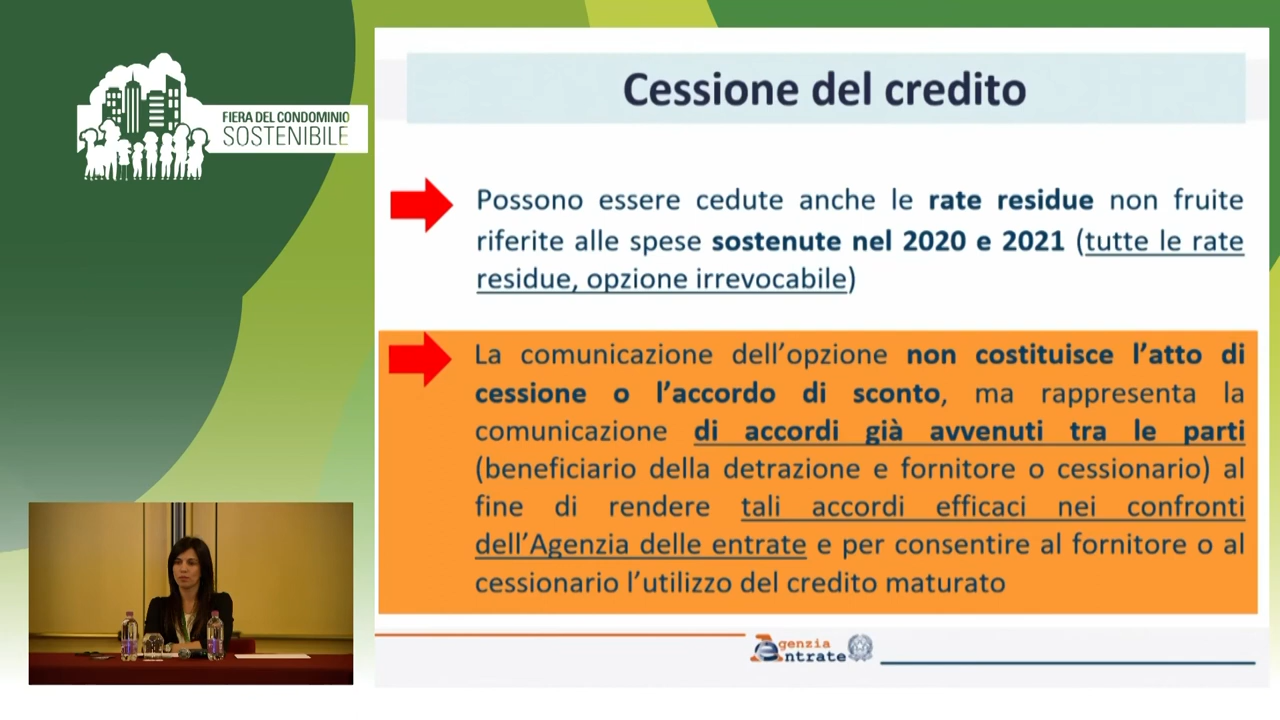 FIERA DEL CONDOMINIO
SOSTENIBILE
Cessione del credito
Possono essere cedute anche le rate residue non fruite
riferite alle spese sostenute nel 2020 e 2021 (tutte le rate
residue, opzione irrevocabile)
La comunicazione dell’opzione non costituisce l’atto di
cessione o l’accordo di sconto, ma rappresenta la
comunicazione di accordi già avvenuti tra le parti
(beneficiario della detrazione e fornitore o cessionario) al
fine di rendere tali accordi efficaci nei confronti
dell’Agenzia delle entrate e per consentire al fornitore o al
cessionario l’utilizzo del credito maturato
genzia
ntrate